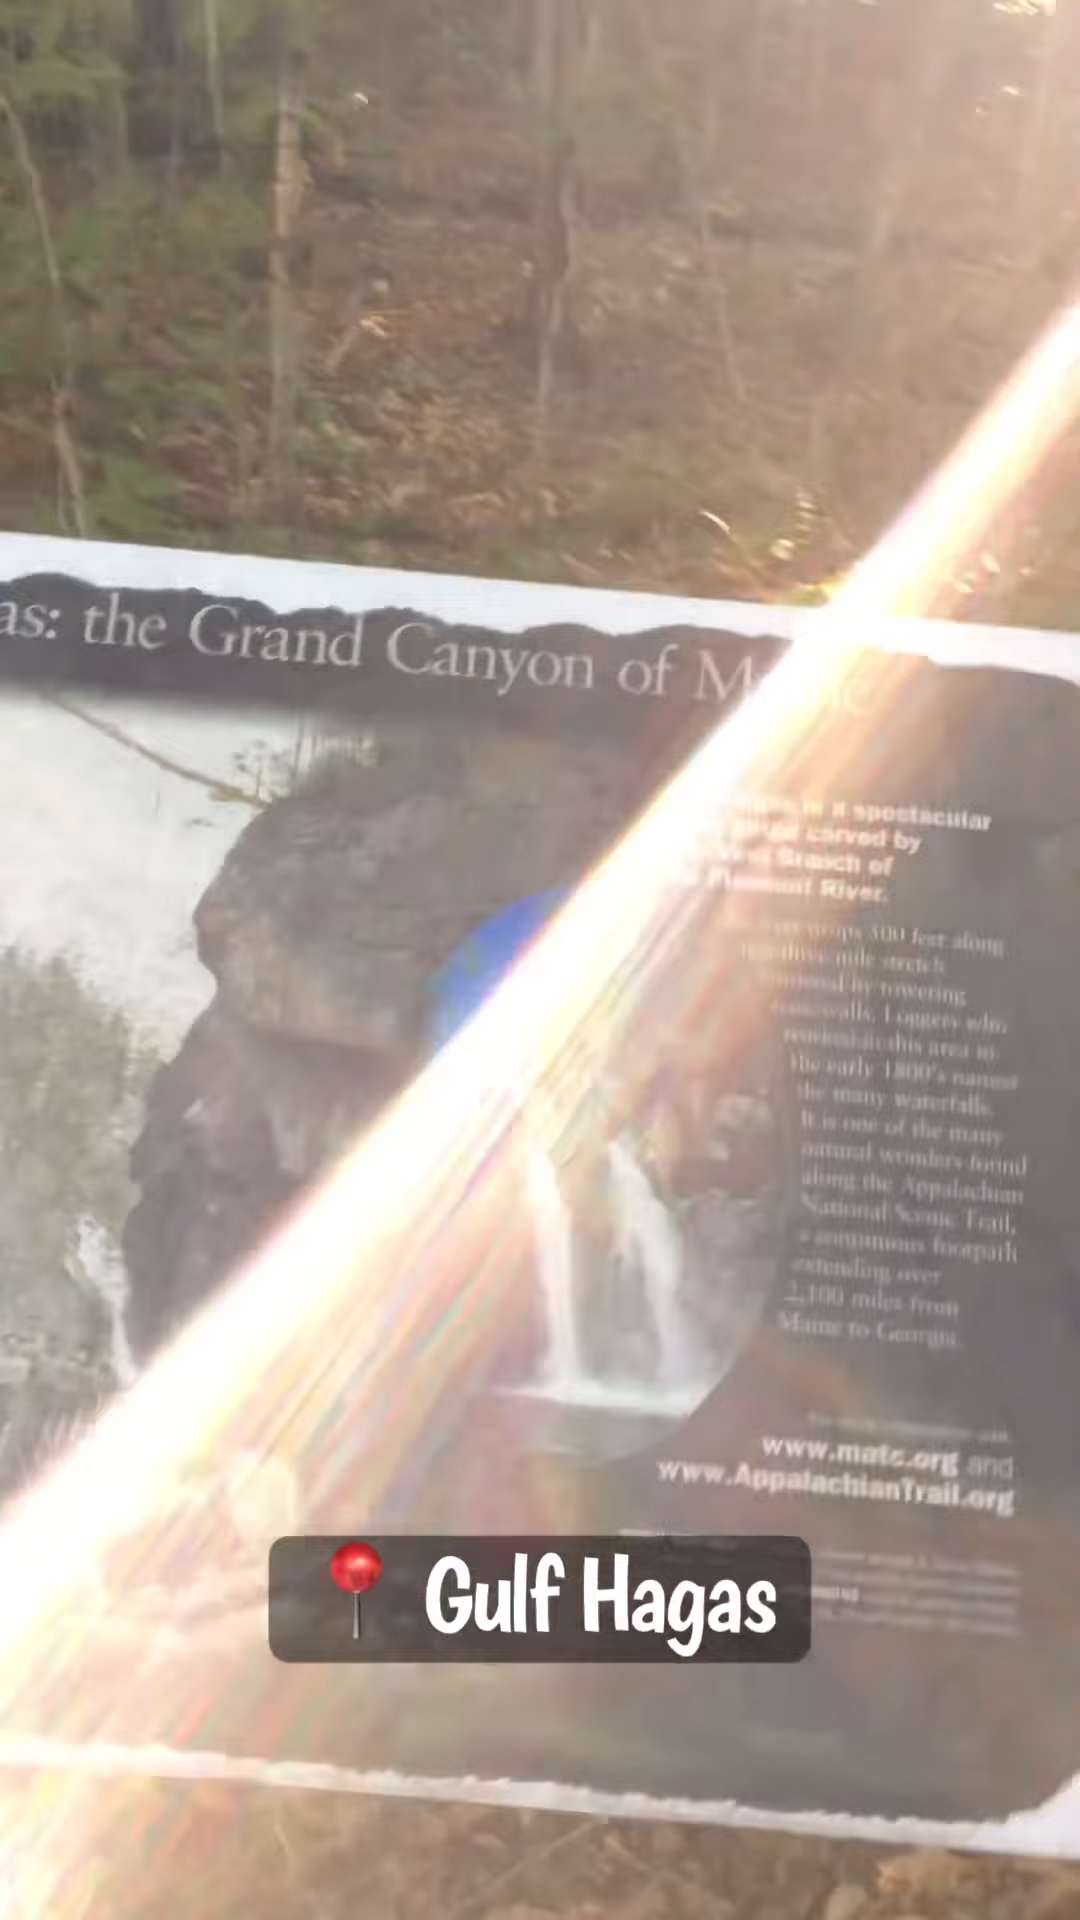 as: the Grand Canyon of
is a spectacular
carved by
Branch of
River.
drops 300 feet along
mile stretch
by towering
Loggers who
this area in
the early 1800's named
the many waterfalls.
It is one of the many
natural wonders found
along the Appalachian
National Scenic Trail,
a continuous footpath
extending over
2,100 miles from
Maine to Georgia.
www.matc.org and
www.AppalachianTrail.org
📍 Gulf Hagas